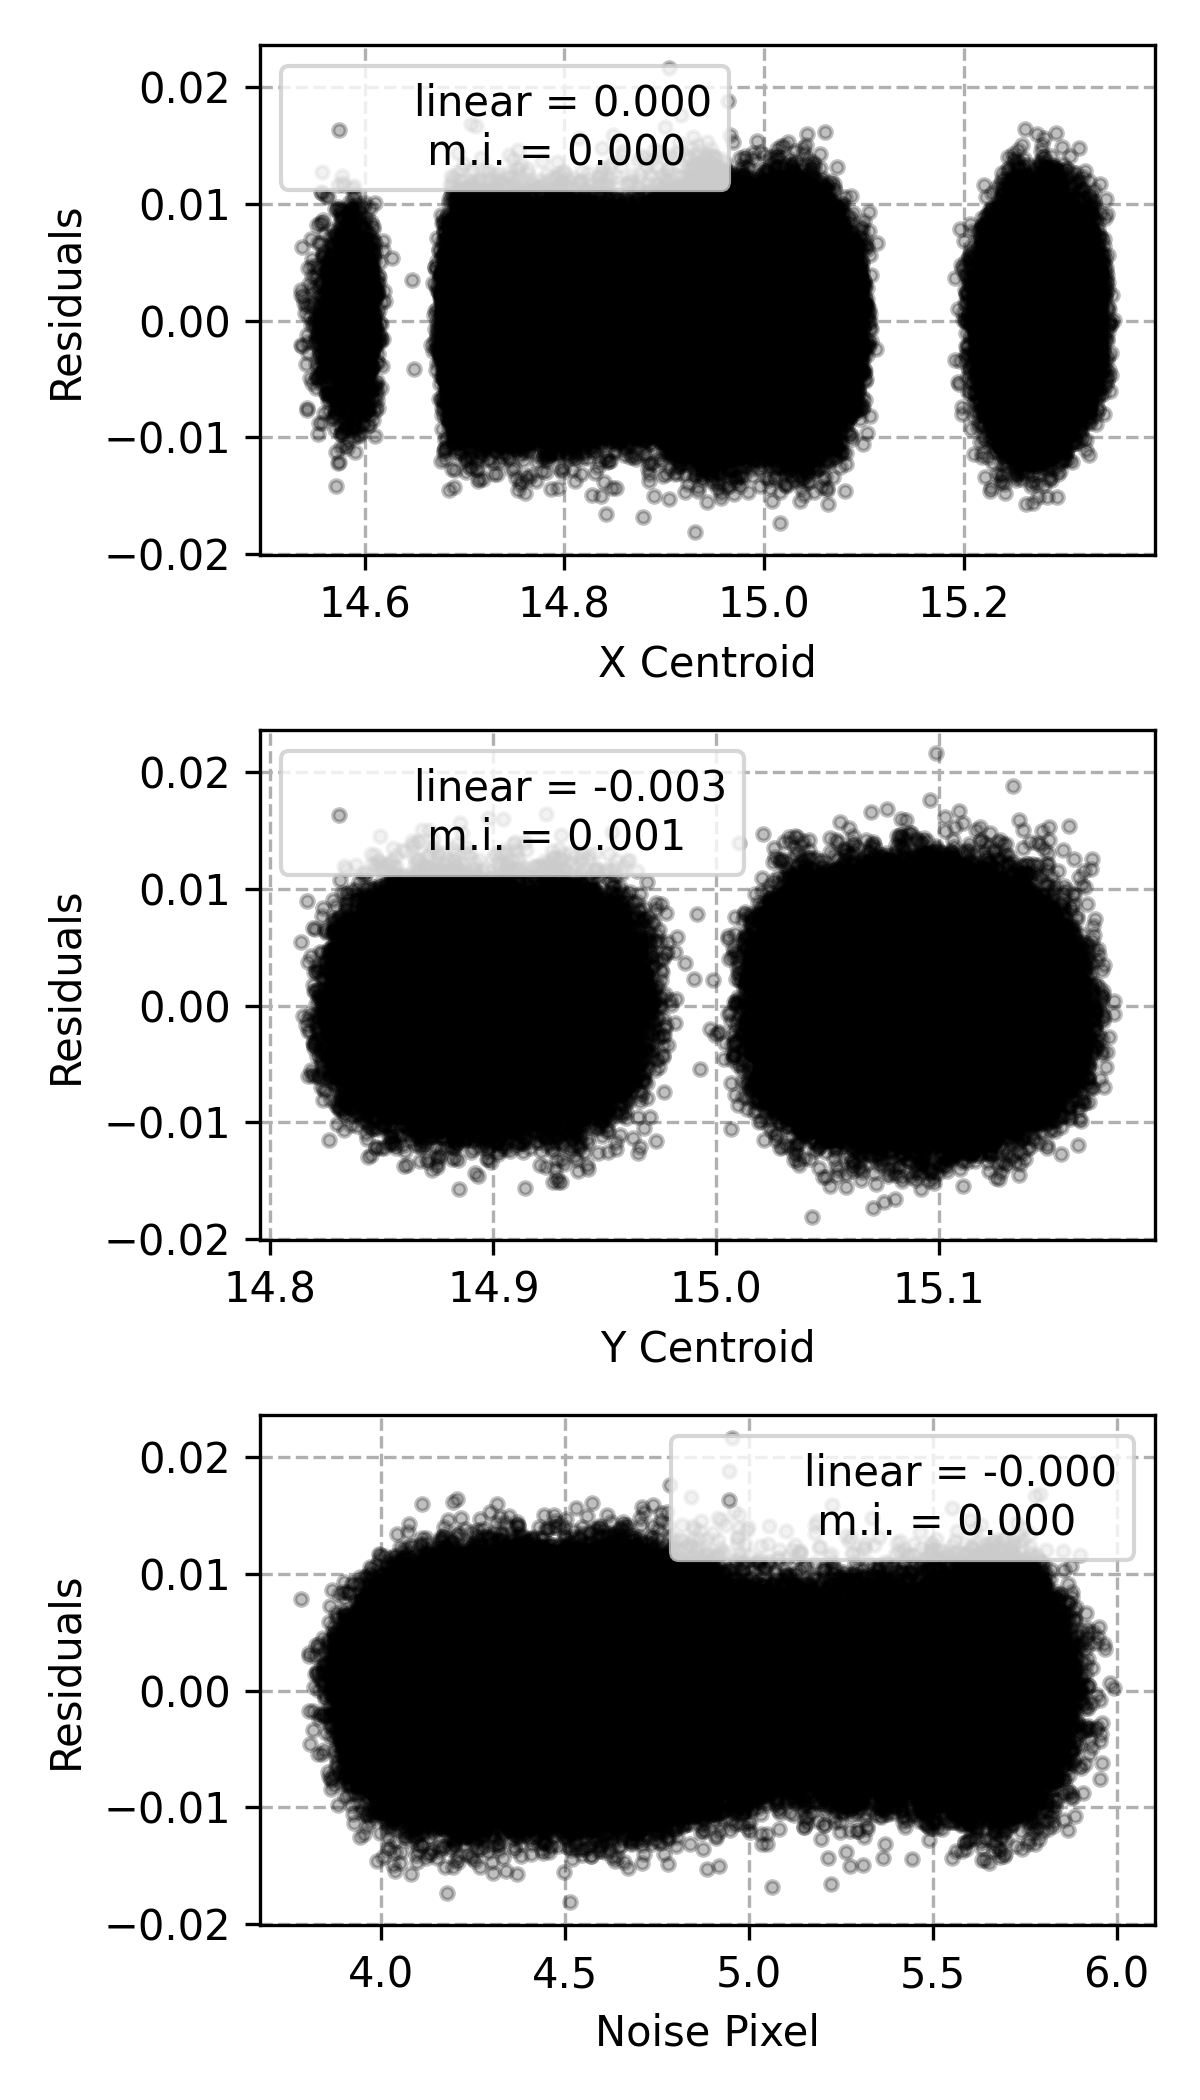 0.02
linear = 0.000
m.i. = 0.000
0.01
0.00
−0.01
−0.02
Residuals
14.6 14.8 15.0 15.2
X Centroid
0.02
linear = -0.003
m.i. = 0.001
0.01
0.00
−0.01
−0.02
Residuals
14.8 14.9 15.0 15.1
Y Centroid
0.02
linear = -0.000
m.i. = 0.000
0.01
0.00
−0.01
−0.02
Residuals
4.0 4.5 5.0 5.5 6.0
Noise Pixel